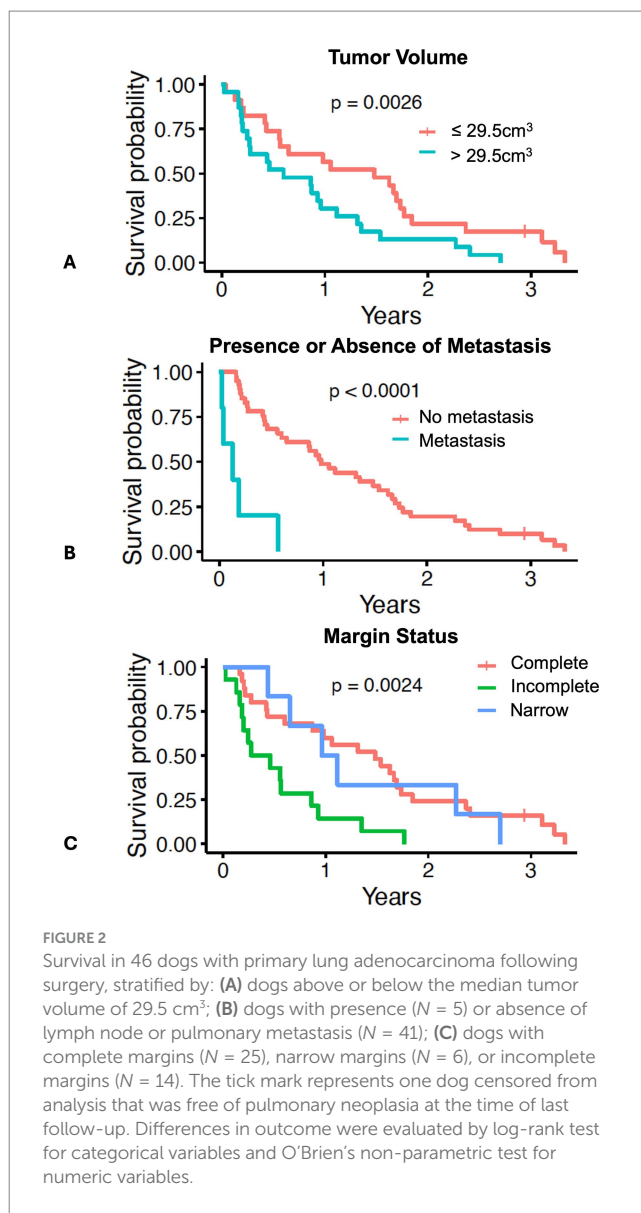 Tumor Volume
Survival probability
1.00
0.75
0.50
0.25
0.00
p = 0.0026
≤ 29.5cm³
> 29.5cm³
0 1 2 3
Years
A
Presence or Absence of Metastasis
Survival probability
1.00
0.75
0.50
0.25
0.00
p < 0.0001
No metastasis
Metastasis
0 1 2 3
Years
B
Margin Status
Survival probability
1.00
0.75
0.50
0.25
0.00
p = 0.0024
Complete
Incomplete
Narrow
0 1 2 3
Years
C
FIGURE 2
Survival in 46 dogs with primary lung adenocarcinoma following
surgery, stratified by: (A) dogs above or below the median tumor
volume of 29.5 cm³; (B) dogs with presence (N = 5) or absence of
lymph node or pulmonary metastasis (N = 41); (C) dogs with
complete margins (N = 25), narrow margins (N = 6), or incomplete
margins (N = 14). The tick mark represents one dog censored from
analysis that was free of pulmonary neoplasia at the time of last
follow-up. Differences in outcome were evaluated by log-rank test
for categorical variables and O’Brien’s non-parametric test for
numeric variables.